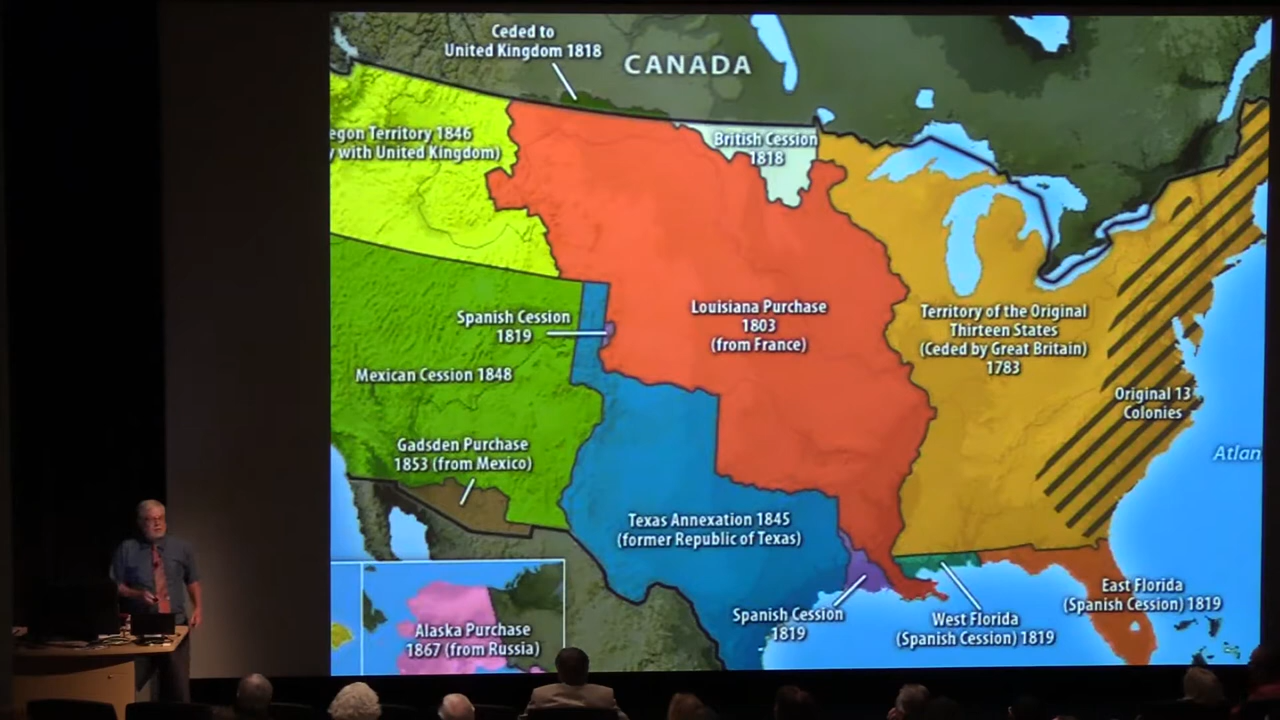 Ceded to
United Kingdom 1818
CANADA
egon Territory 1846
with United Kingdom)
British Cession
1818
Louisiana Purchase
1803
(from France)
Territory of the Original
Thirteen States
(Ceded by Great Britain)
1783
Spanish Cession
1819
Mexican Cession 1848
Original 13
Colonies
Gadsden Purchase
1853 (from Mexico)
Atlan
Texas Annexation 1845
(former Republic of Texas)
East Florida
(Spanish Cession) 1819
Spanish Cession
1819
West Florida
(Spanish Cession) 1819
Alaska Purchase
1867 (from Russia)